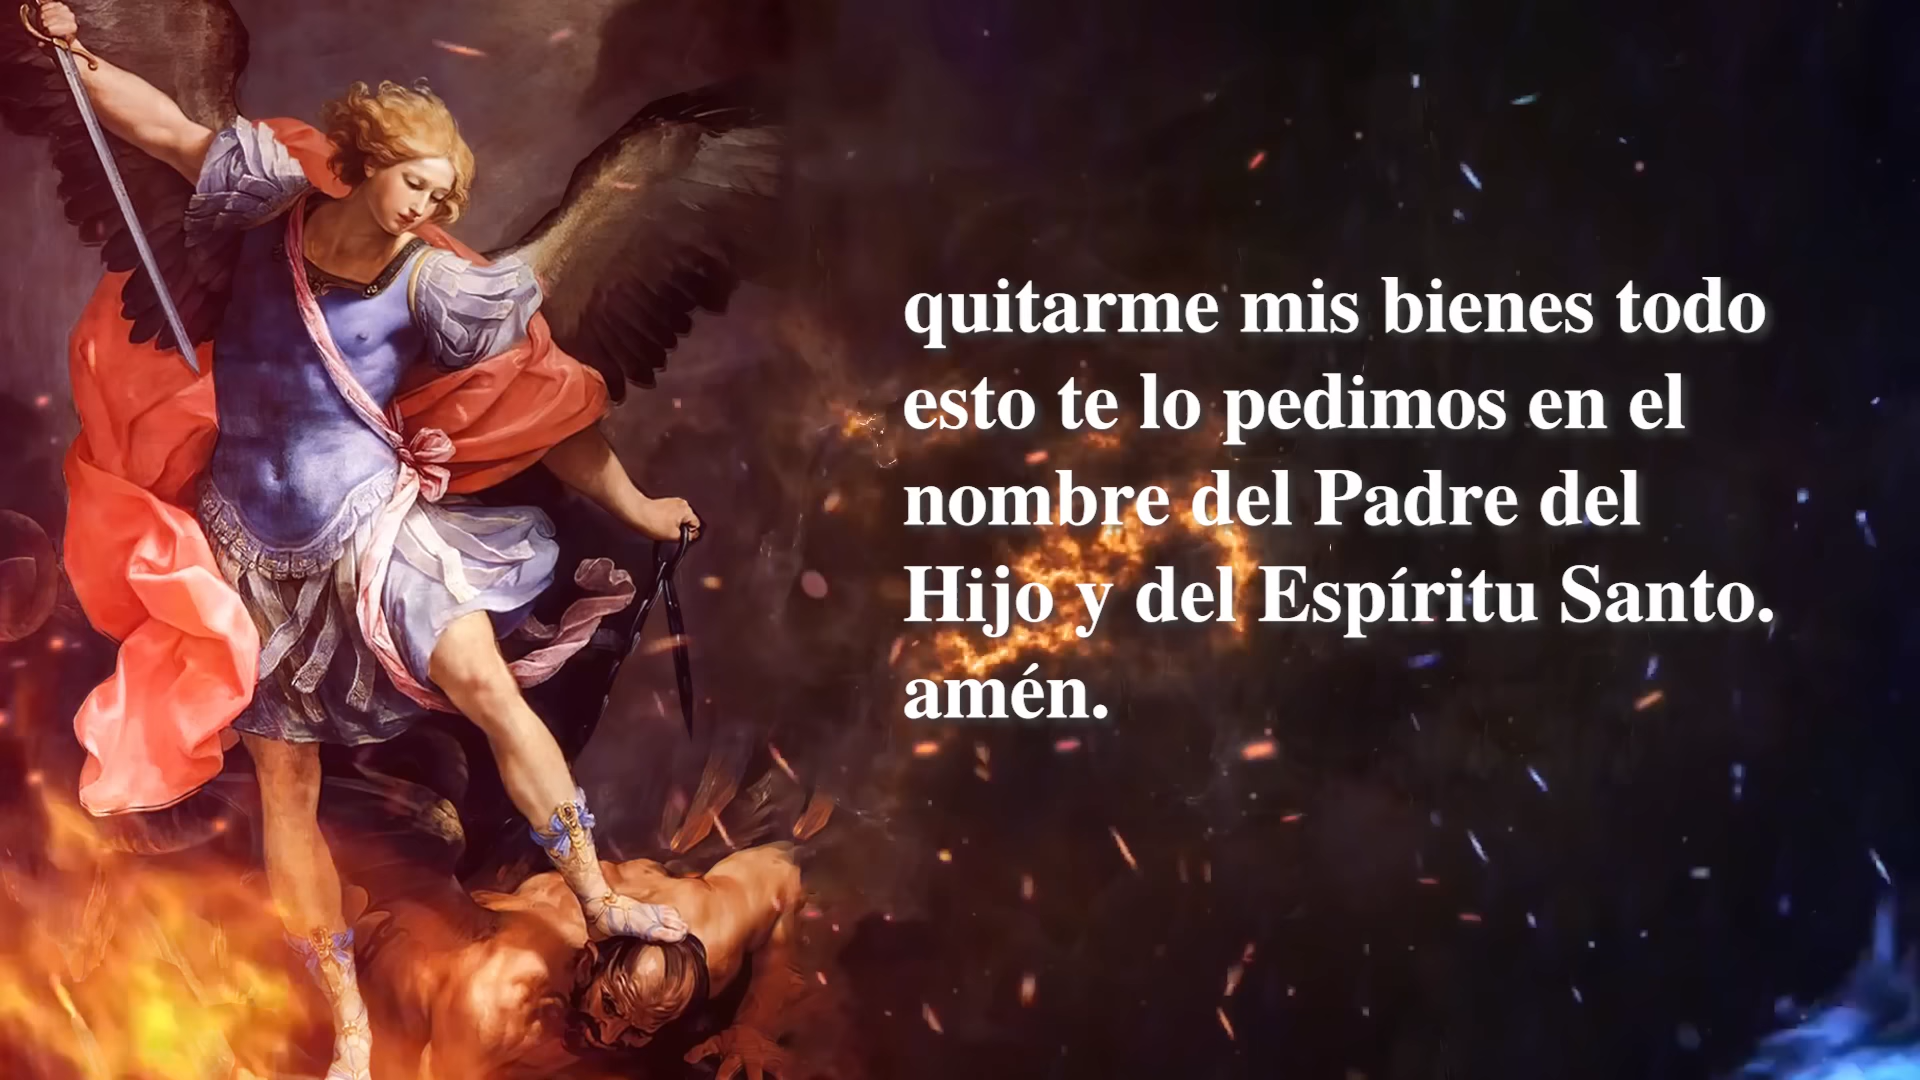 quitarme mis bienes todo
esto te lo pedimos en el
nombre del Padre del
Hijo y del Espíritu Santo.
amén.